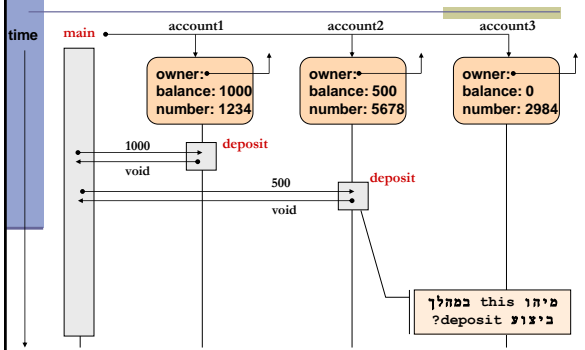 account1
account2
account3
time
main
owner:
balance: 1000
number: 1234
owner:
balance: 500
number: 5678
owner:
balance: 0
number: 2984
1000
deposit
void
500
deposit
void
מיהו this במהלך
ביצוע deposit?